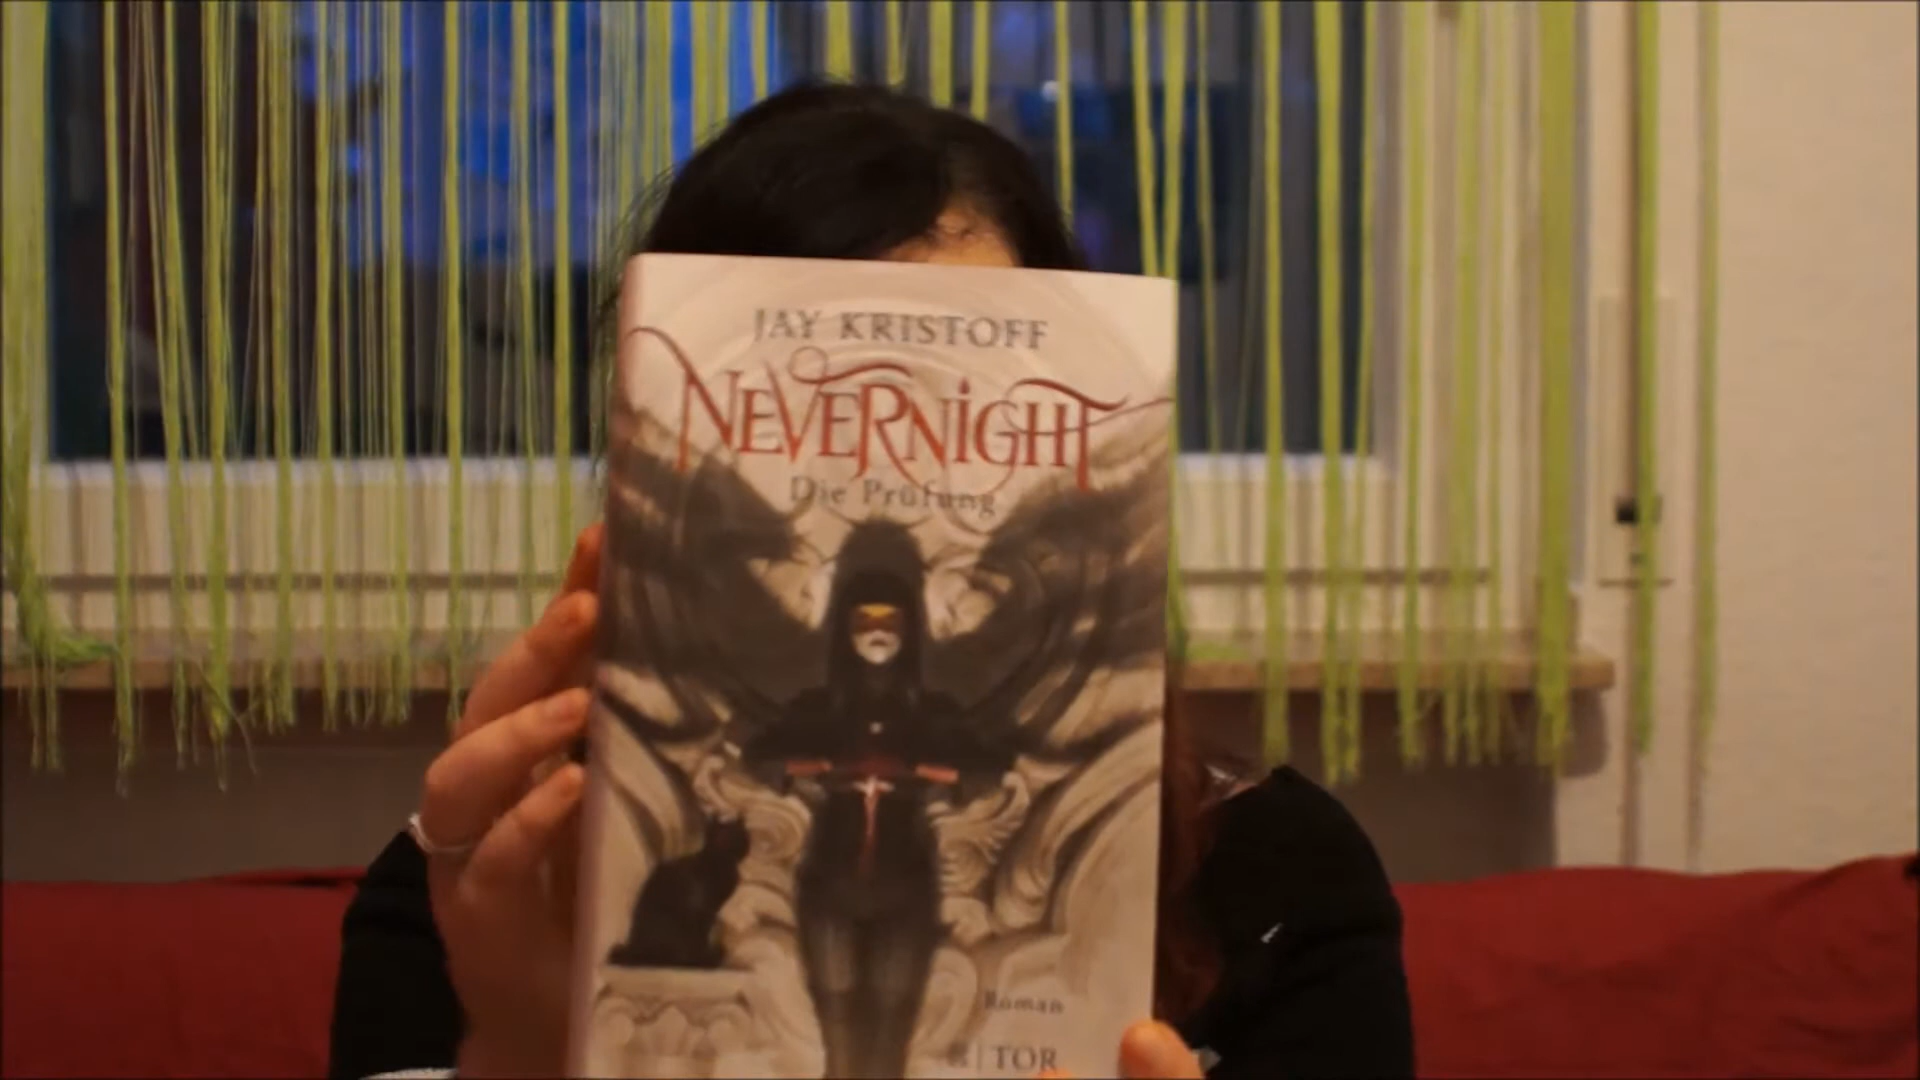 JAY KRISTOFF
NEVERNIGHT
Die Prüfung
Roman
TOR